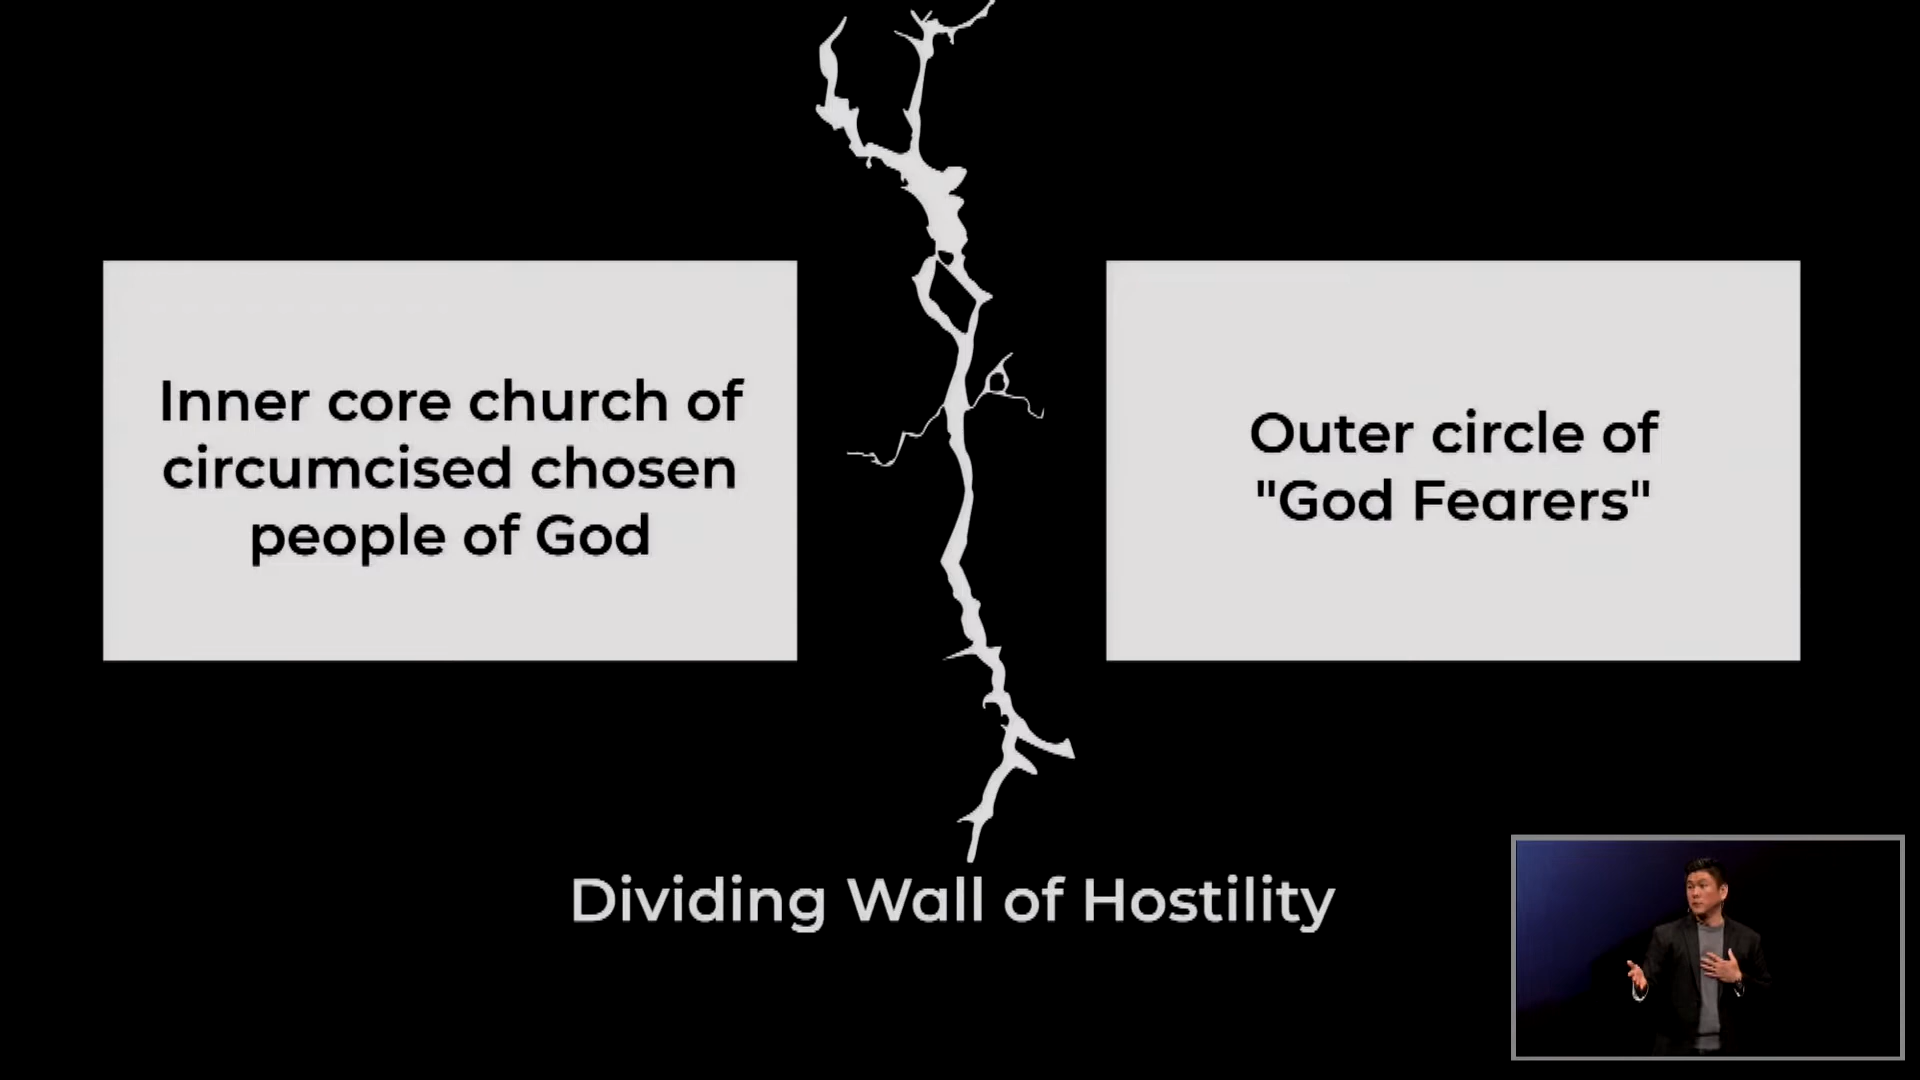 Inner core church of
circumcised chosen
people of God
Outer circle of
"God Fearers"
Dividing Wall of Hostility